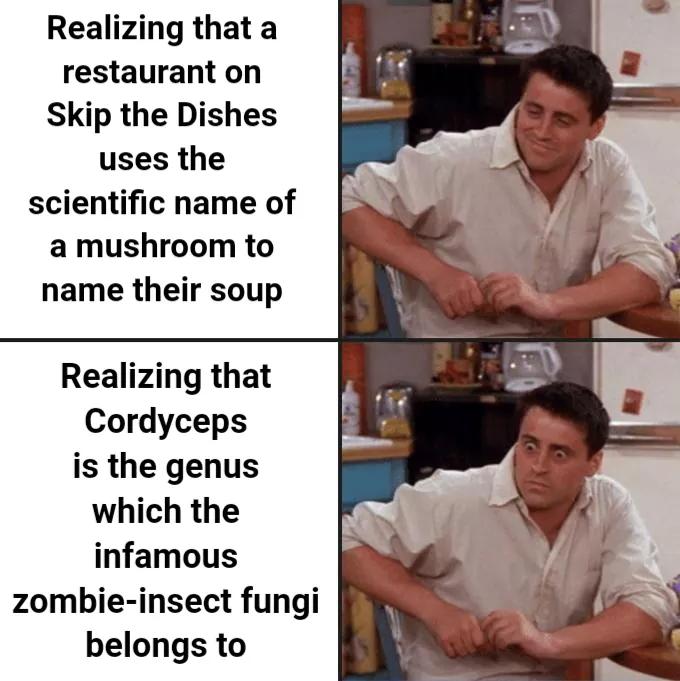 Realizing that a
restaurant on
Skip the Dishes
uses the
scientific name of
a mushroom to
name their soup
Realizing that
Cordyceps
is the genus
which the
infamous
zombie-insect fungi
belongs to